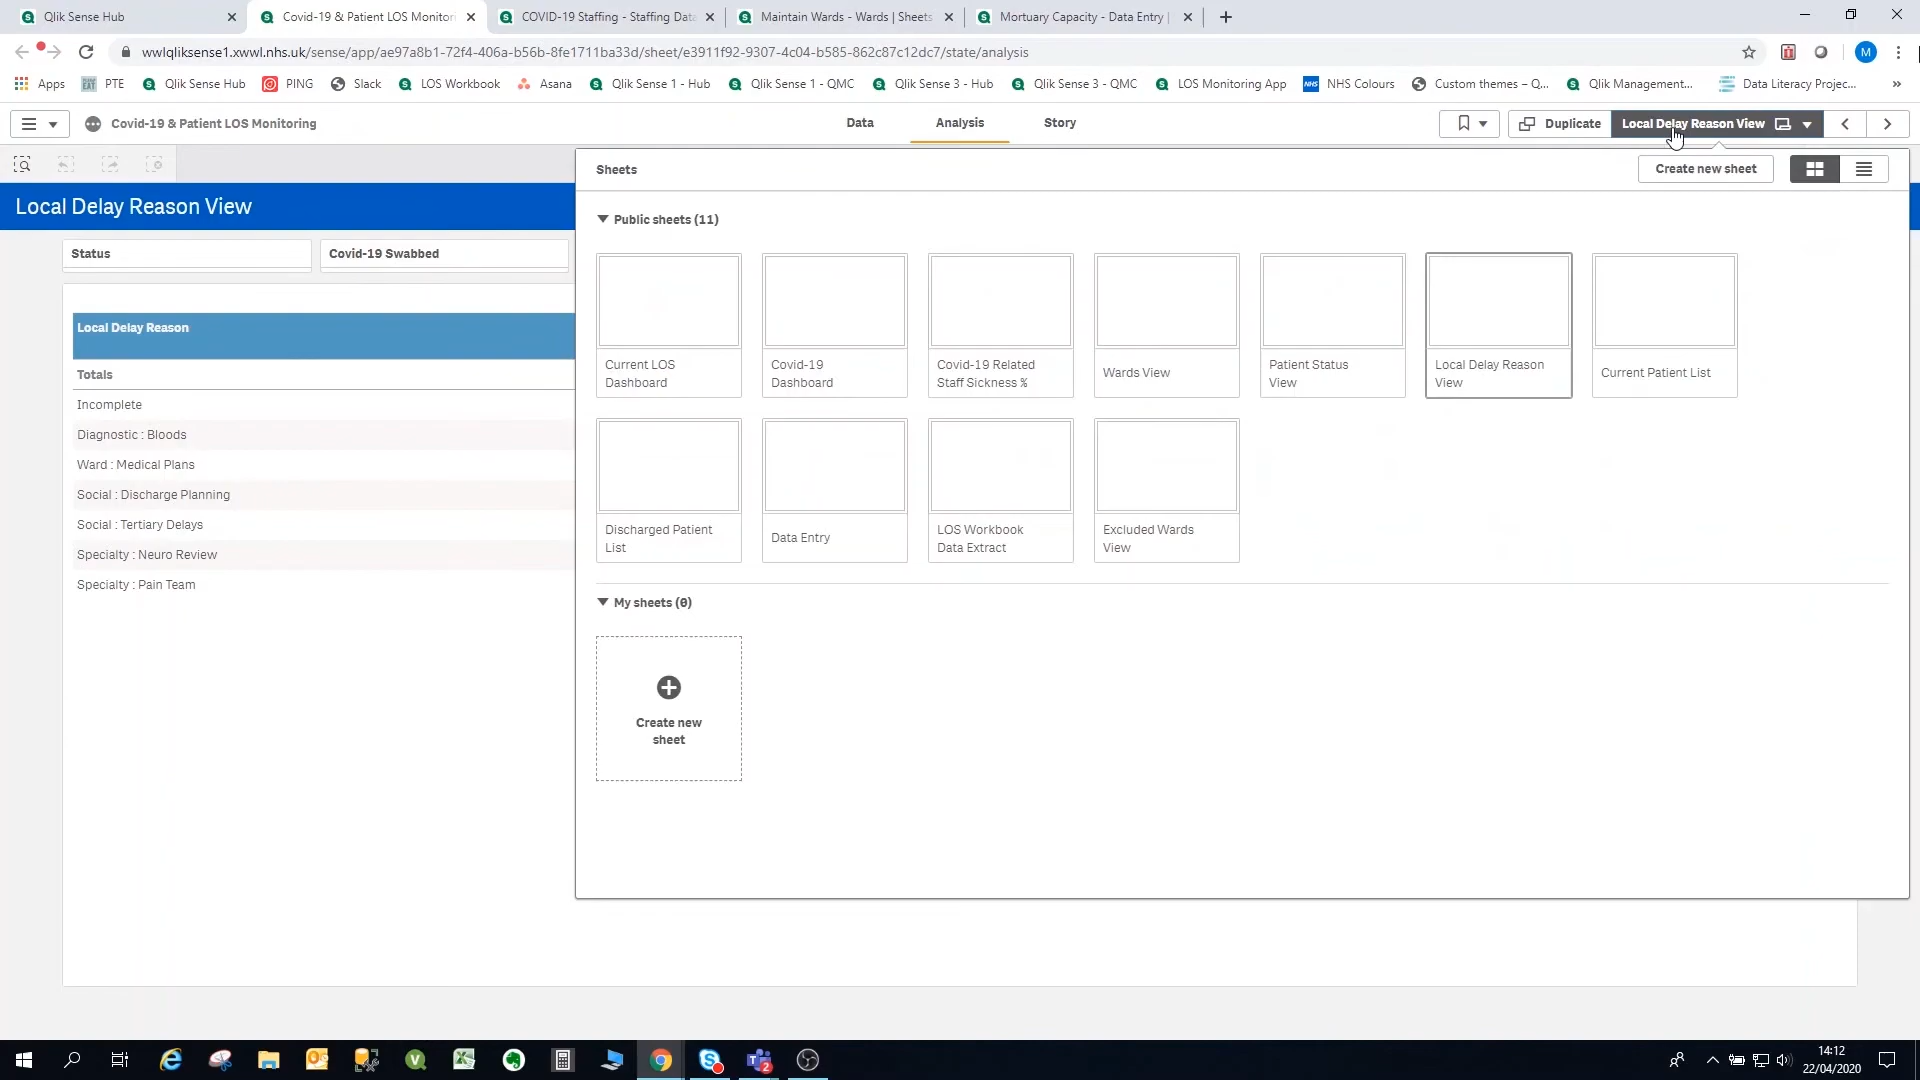 Qlik Sense Hub
Covid-19 & Patient LOS Monitori
COVID-19 Staffing - Staffing Data
Maintain Wards - Wards | Sheets
Mortuary Capacity - Data Entry |
wwlqliksense1.xwwl.nhs.uk/sense/app/ae97a8b1-72f4-406a-b56b-8fe1711ba33d/sheet/e3911f92-9307-4c04-b585-862c87c12dc7/state/analysis
M
Apps
PTE
Qlik Sense Hub
PING
Slack
LOS Workbook
Asana
Qlik Sense 1 - Hub
Qlik Sense 1 - QMC
Qlik Sense 3 - Hub
Qlik Sense 3 - QMC
LOS Monitoring App
NHS Colours
Custom themes – Q...
Qlik Management...
Data Literacy Projec...
Covid-19 & Patient LOS Monitoring
Data
Analysis
Story
Duplicate
Local Delay Reason View
Sheets
Create new sheet
Local Delay Reason View
Public sheets (11)
Status
Covid-19 Swabbed
Local Delay Reason
Totals
Incomplete
Diagnostic : Bloods
Ward : Medical Plans
Social : Discharge Planning
Social : Tertiary Delays
Specialty : Neuro Review
Specialty : Pain Team
Current LOS
Dashboard
Covid-19
Dashboard
Covid-19 Related
Staff Sickness %
Wards View
Patient Status
View
Local Delay Reason
View
Current Patient List
Discharged Patient
List
Data Entry
LOS Workbook
Data Extract
Excluded Wards
View
My sheets (0)
Create new
sheet
14:12
22/04/2020